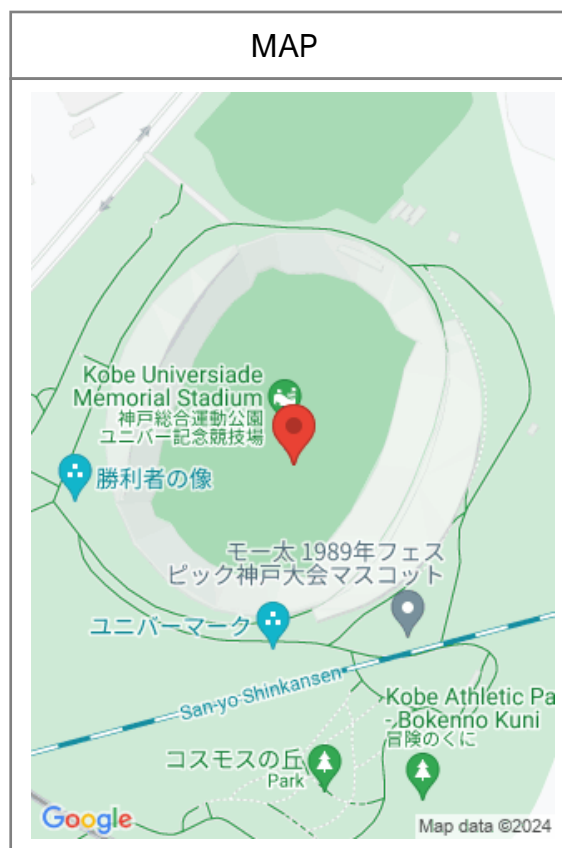 MAP
Kobe Universiade
Memorial Stadium
神戸総合運動公園
ユニバー記念競技場
勝利者の像
モー太 1989年フェス
ピック神戸大会マスコット
ユニバーマーク
San-yo Shinkansen
Kobe Athletic Pa
- Bokenno Kuni
冒険のくに
コスモスの丘
Park
Google
Map data ©2024